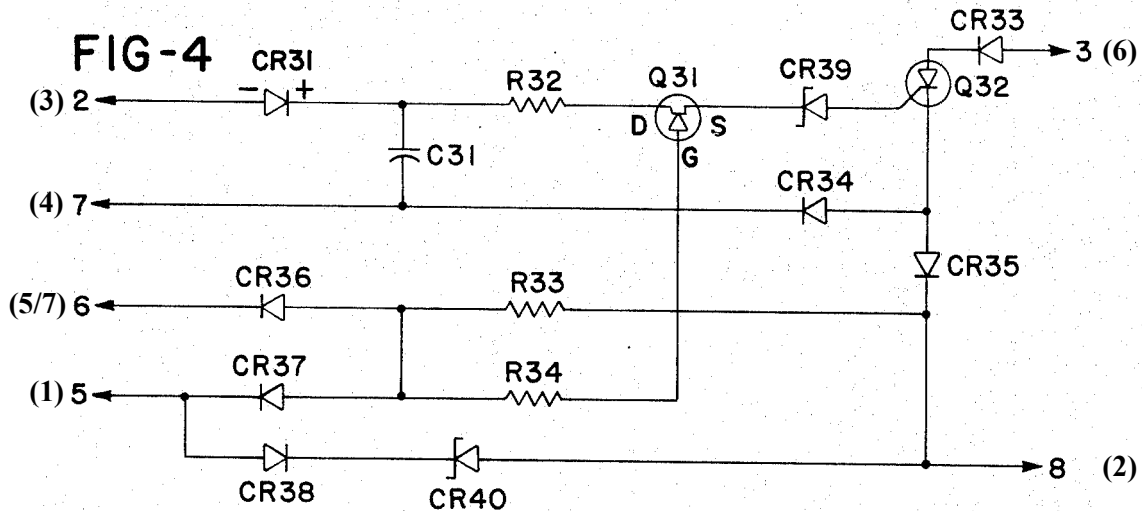 FIG-4
CR31
- +
R32
Q31
CR39
CR33
3 (6)
Q32
(3) 2
D
S
G
C31
CR34
(4) 7
CR35
CR36
R33
(5/7) 6
CR37
R34
(1) 5
CR38
CR40
8 (2)